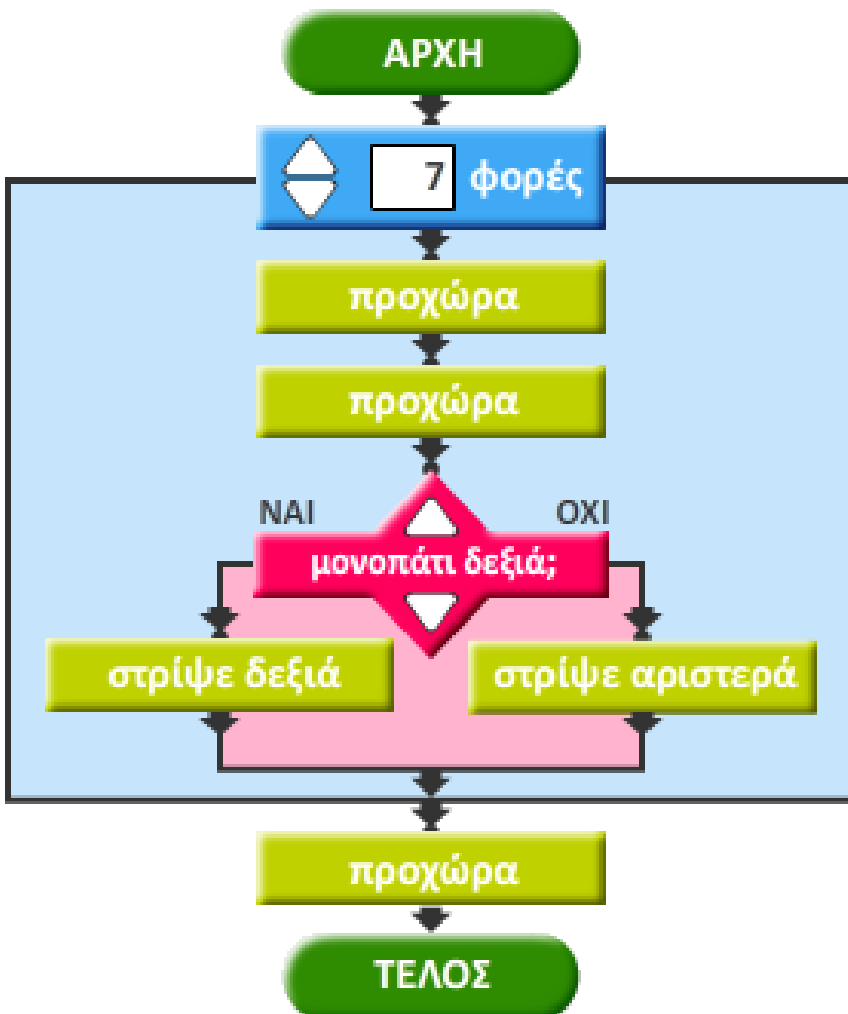 ΑΡΧΗ
7 φορές
προχώρα
προχώρα
ΝΑΙ ΟΧΙ
μονοπάτι δεξιά;
στρίψε δεξιά στρίψε αριστερά
προχώρα
ΤΕΛΟΣ